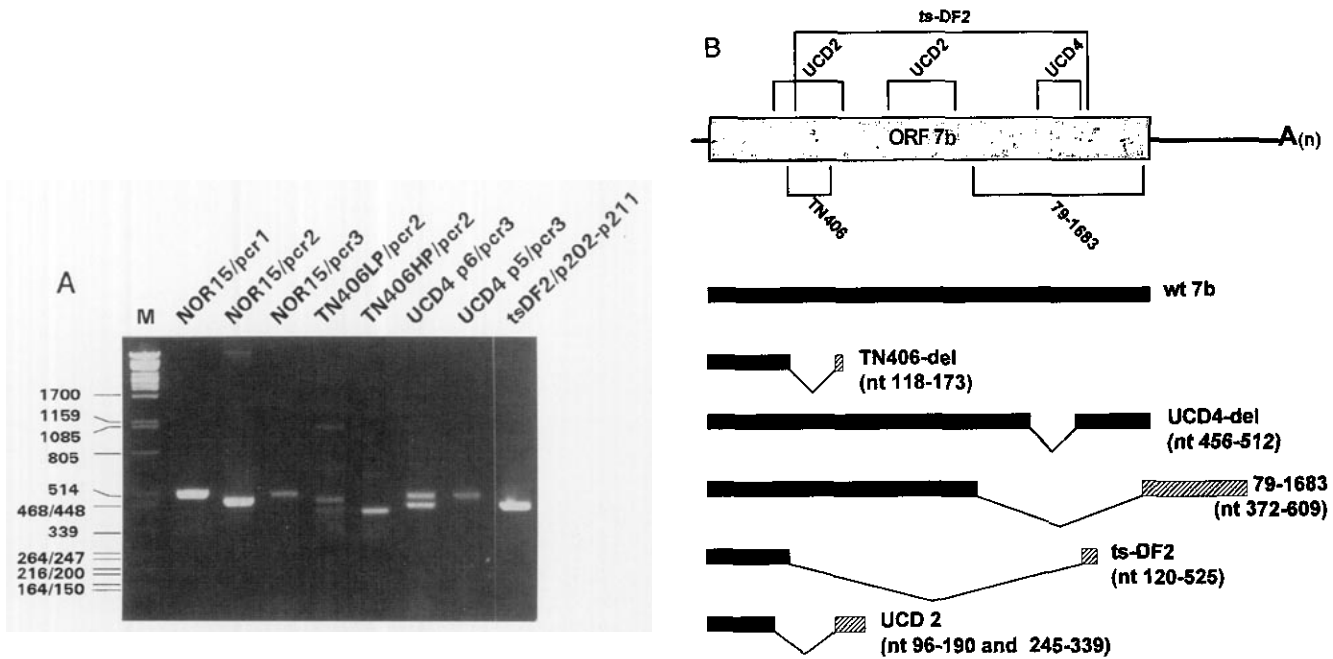 A
M
NOR15/pcr1
NOR15/pcr2
NOR15/pcr3
TN406LP/pcr2
TN406HP/pcr2
UCD4 p6/pcr3
UCD4 p5/pcr3
tsDF2/p202-p211
1700
1159
1085
805
514
468/448
339
264/247
216/200
164/150
B
ts-DF2
UCD2
UCD2
UCD4
ORF 7b
A(n)
TN406
79-1683
wt 7b
TN406-del
(nt 118-173)
UCD4-del
(nt 456-512)
79-1683
(nt 372-609)
ts-DF2
(nt 120-525)
UCD 2
(nt 96-190 and 245-339)